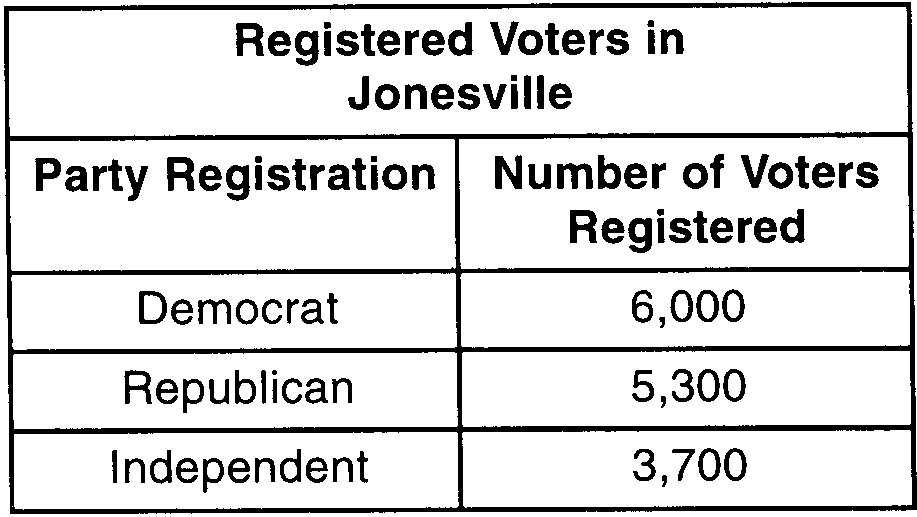 Registered Voters in
Jonesville
Party Registration
Number of Voters
Registered
Democrat
6,000
Republican
5,300
Independent
3,700